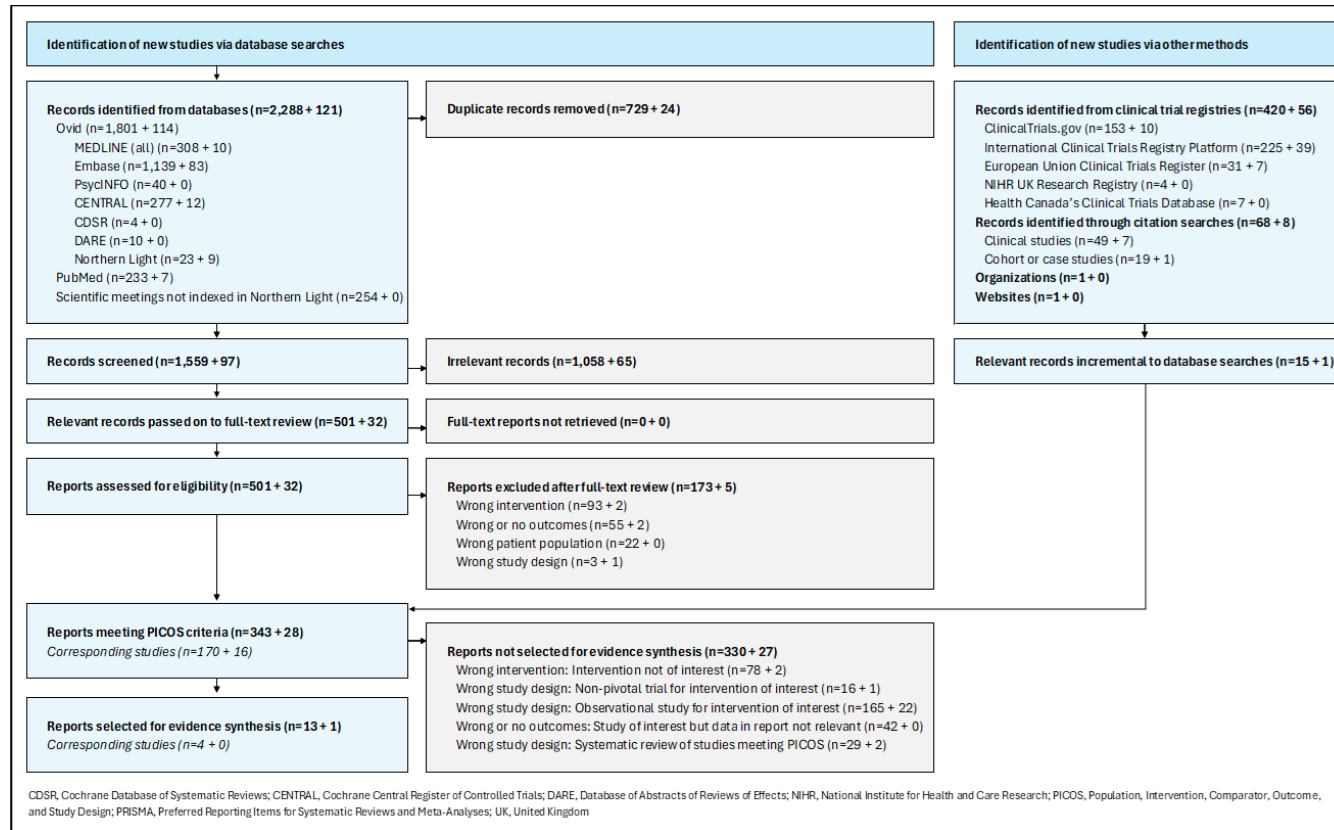 Identification of new studies via database searches
Identification of new studies via other methods
Records identified from databases (n=2,288 + 121)
Ovid (n=1,801 + 114)
MEDLINE (all) (n=308 + 10)
Embase (n=1,139 + 83)
PsycINFO (n=40 + 0)
CENTRAL (n=277 + 12)
CDSR (n=4 + 0)
DARE (n=10 + 0)
Northern Light (n=23 + 9)
PubMed (n=233 + 7)
Scientific meetings not indexed in Northern Light (n=254 + 0)
Duplicate records removed (n=729 + 24)
Records identified from clinical trial registries (n=420 + 56)
ClinicalTrials.gov (n=153 + 10)
International Clinical Trials Registry Platform (n=225 + 39)
European Union Clinical Trials Register (n=31 + 7)
NIHR UK Research Registry (n=4 + 0)
Health Canada's Clinical Trials Database (n=7 + 0)
Records identified through citation searches (n=68 + 8)
Clinical studies (n=49 + 7)
Cohort or case studies (n=19 + 1)
Organizations (n=1 + 0)
Websites (n=1 + 0)
Records screened (n=1,559 + 97)
Irrelevant records (n=1,058 + 65)
Relevant records incremental to database searches (n=15 + 1)
Relevant records passed on to full-text review (n=501 + 32)
Full-text reports not retrieved (n=0 + 0)
Reports assessed for eligibility (n=501 + 32)
Reports excluded after full-text review (n=173 + 5)
Wrong intervention (n=93 + 2)
Wrong or no outcomes (n=55 + 2)
Wrong patient population (n=22 + 0)
Wrong study design (n=3 + 1)
Reports meeting PICOS criteria (n=343 + 28)
Corresponding studies (n=170 + 16)
Reports not selected for evidence synthesis (n=330 + 27)
Wrong intervention: Intervention not of interest (n=78 + 2)
Wrong study design: Non-pivotal trial for intervention of interest (n=16 + 1)
Wrong study design: Observational study for intervention of interest (n=165 + 22)
Wrong or no outcomes: Study of interest but data in report not relevant (n=42 + 0)
Wrong study design: Systematic review of studies meeting PICOS (n=29 + 2)
Reports selected for evidence synthesis (n=13 + 1)
Corresponding studies (n=4 + 0)
CDSR, Cochrane Database of Systematic Reviews; CENTRAL, Cochrane Central Register of Controlled Trials; DARE, Database of Abstracts of Reviews of Effects; NIHR, National Institute for Health and Care Research; PICOS, Population, Intervention, Comparator, Outcome,
and Study Design; PRISMA, Preferred Reporting Items for Systematic Reviews and Meta-Analyses; UK, United Kingdom